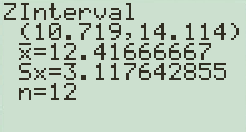 ZInterval
(10.719,14.114)
x̄=12.41666667
Sx=3.117642855
n=12